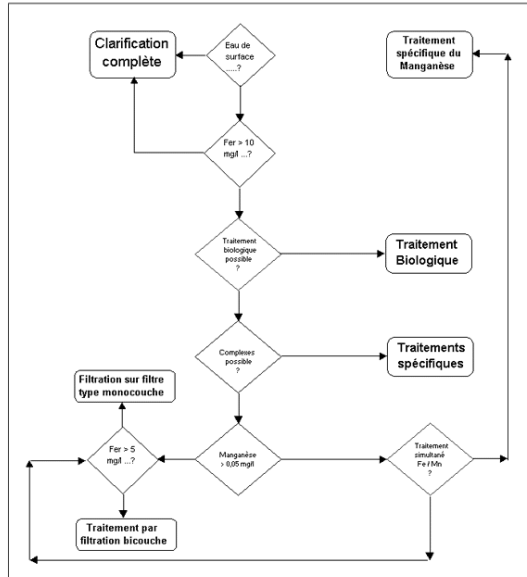 Clarification
complète
Eau de
surface
.....?
Traitement
spécifique du
Manganèse
Fer > 10
mg/l ...?
Traitement
biologique
possible
?
Traitement
Biologique
Complexes
possible
?
Traitements
spécifiques
Filtration sur filtre
type monocouche
Fer > 5
mg/l ...?
Manganèse
> 0,05 mg/l
Traitement
simultané
Fe / Mn
?
Traitement par
filtration bicouche